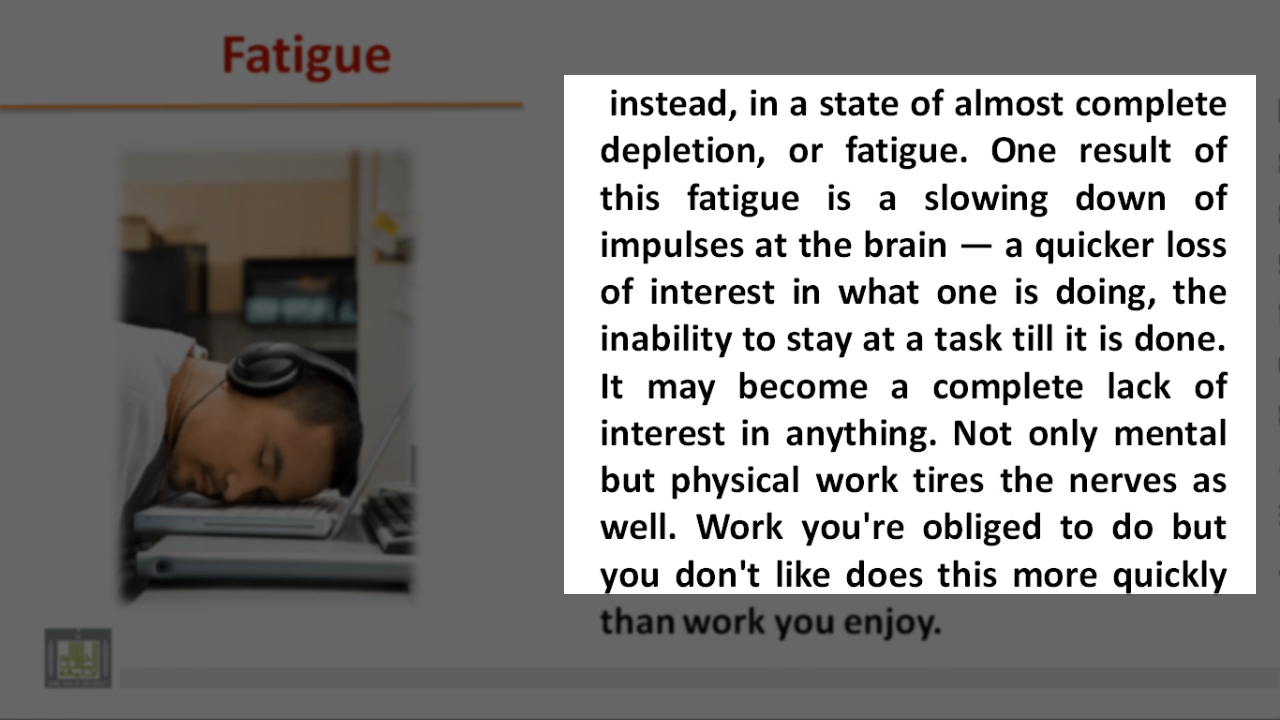 Fatigue
instead, in a state of almost complete
depletion, or fatigue. One result of
this fatigue is a slowing down of
impulses at the brain — a quicker loss
of interest in what one is doing, the
inability to stay at a task till it is done.
It may become a complete lack of
interest in anything. Not only mental
but physical work tires the nerves as
well. Work you're obliged to do but
you don't like does this more quickly
than work you enjoy.